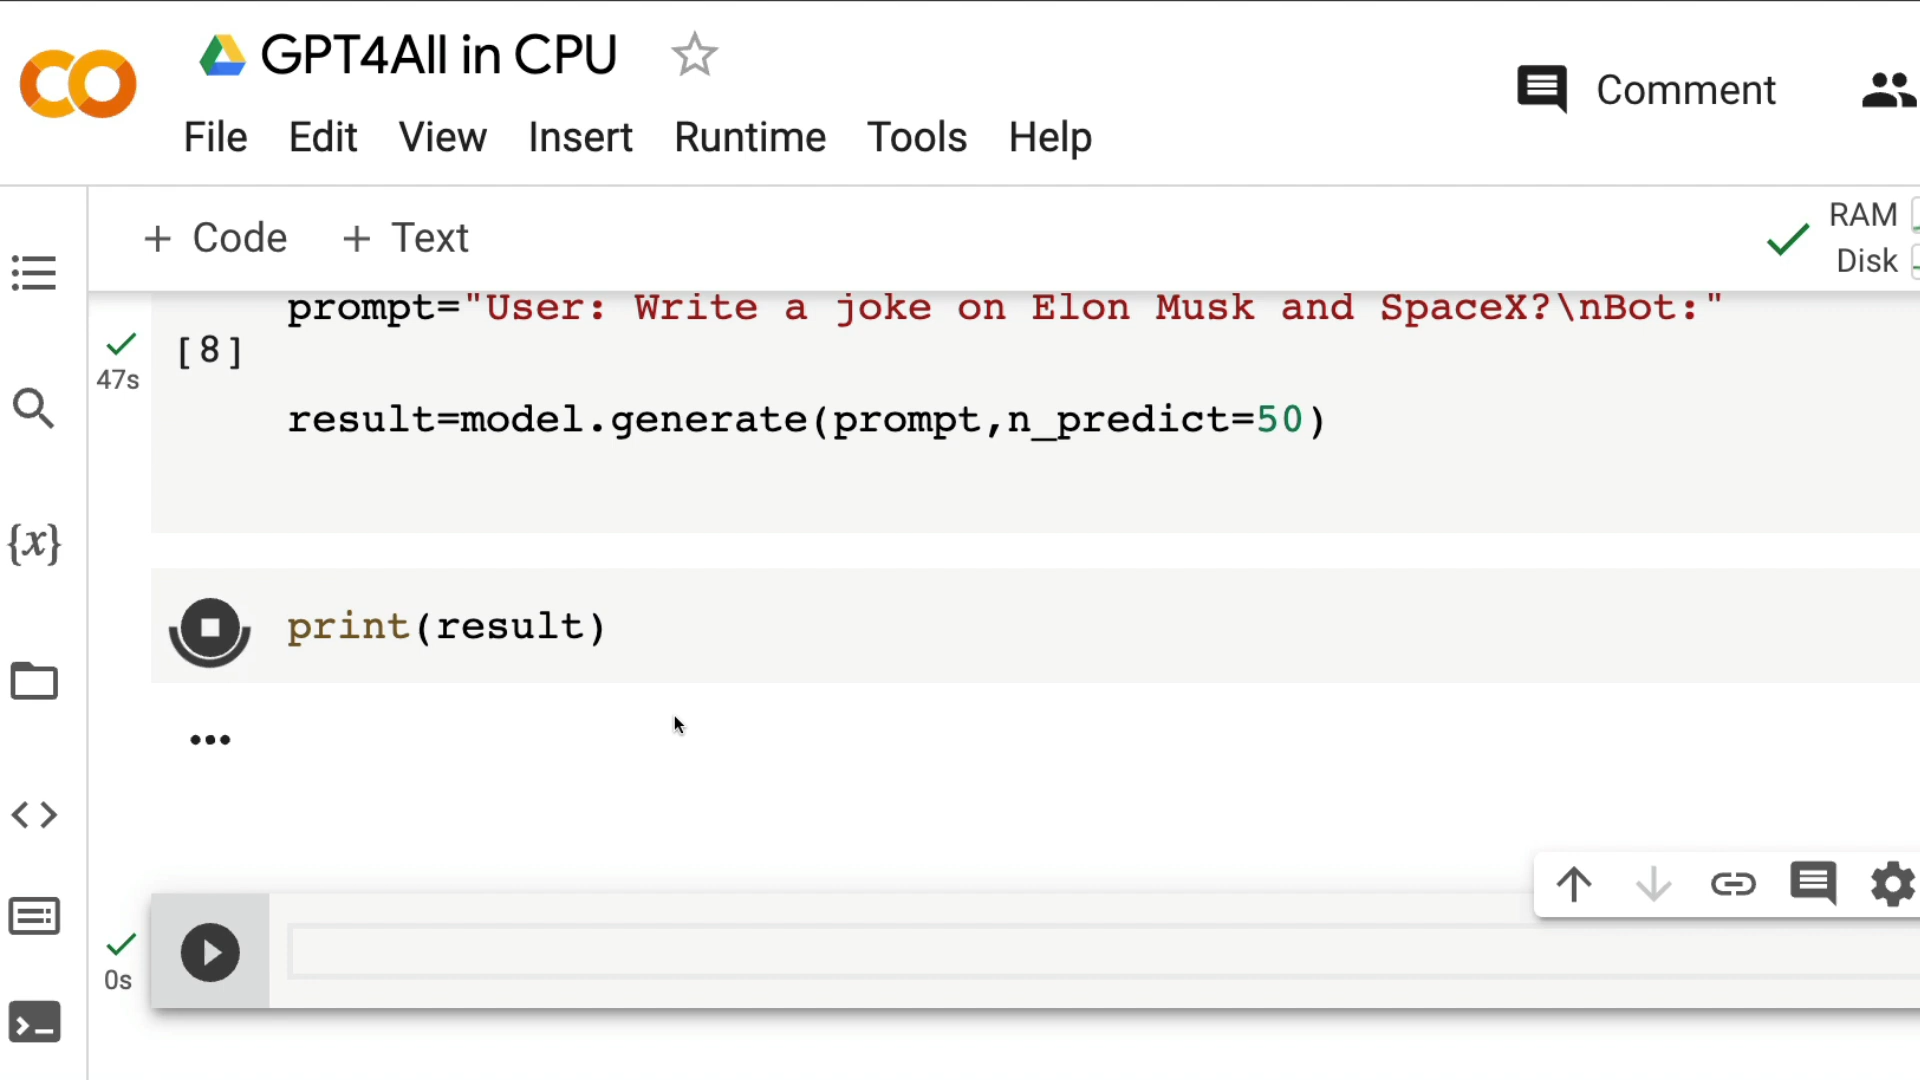 GPT4All in CPU
Comment
File Edit View Insert Runtime Tools Help
+ Code + Text
RAM
Disk
prompt="User: Write a joke on Elon Musk and SpaceX?\nBot:"
[8]
47s
result=model.generate(prompt,n_predict=50)
{x}
print(result)
...
0s